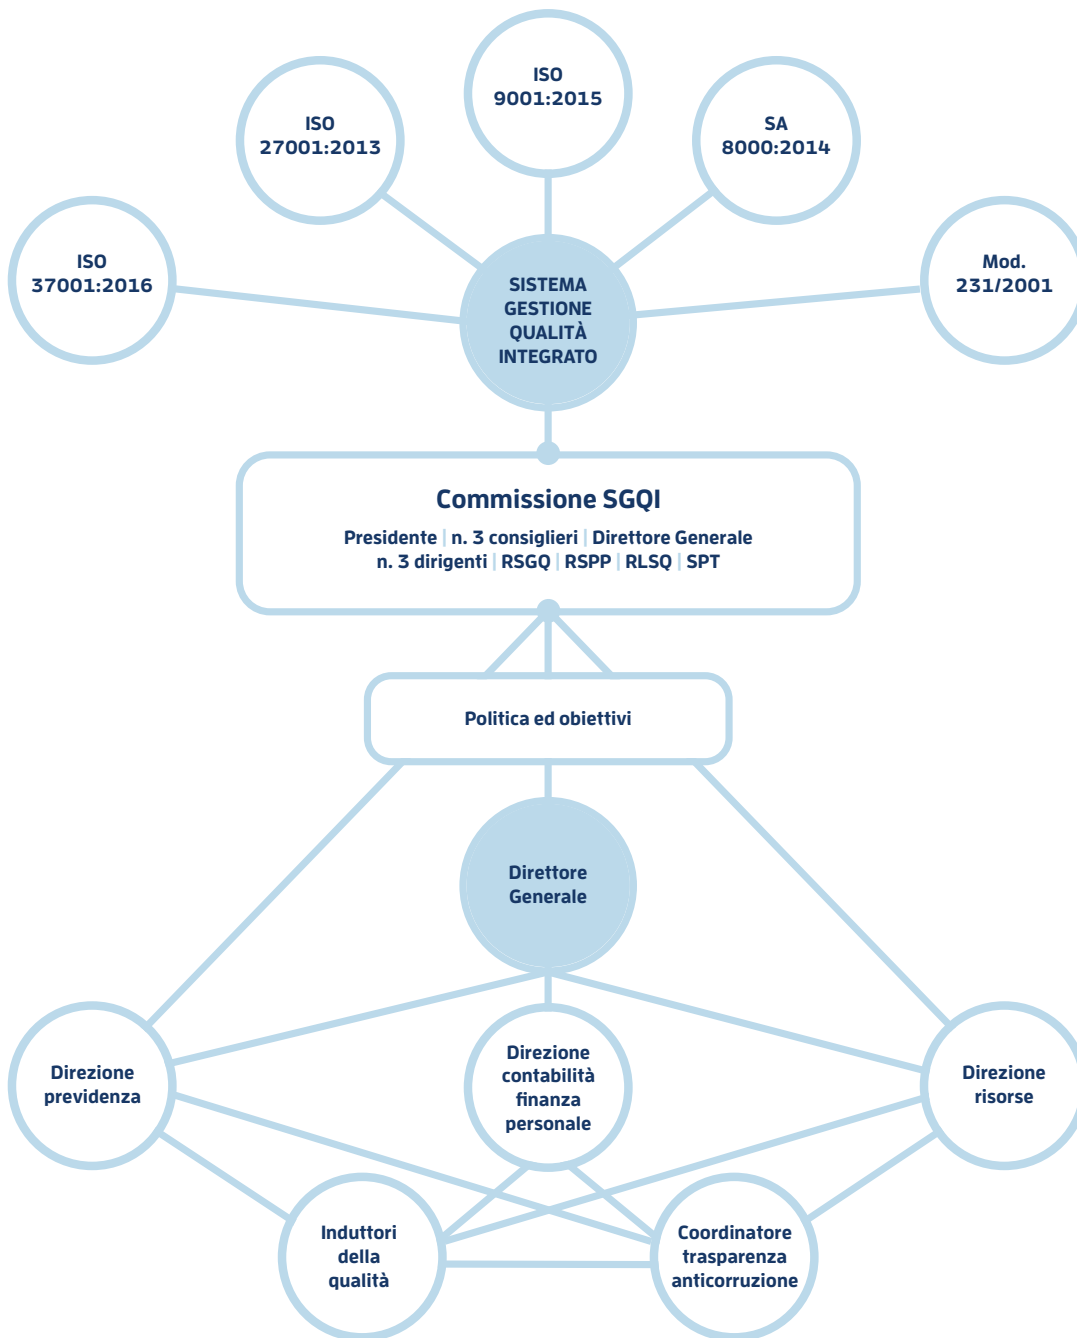 ISO
9001:2015
ISO
27001:2013
SA
8000:2014
ISO
37001:2016
Mod.
231/2001
SISTEMA
GESTIONE
QUALITÀ
INTEGRATO
Commissione SGQI
Presidente | n. 3 consiglieri | Direttore Generale
n. 3 dirigenti | RSGQ | RSPP | RLSQ | SPT
Politica ed obiettivi
Direttore
Generale
Direzione
previdenza
Direzione
contabilità
finanza
personale
Direzione
risorse
Induttori
della
qualità
Coordinatore
trasparenza
anticorruzione